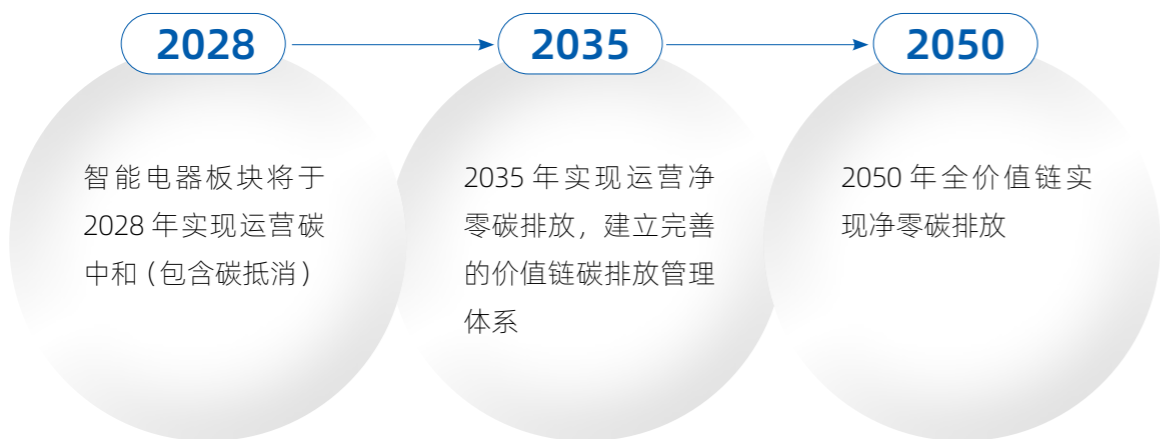 2028
2035
2050
智能电器板块将于
2028 年实现运营碳
中和（包含碳抵消）
2035 年实现运营净
零碳排放，建立完善
的价值链碳排放管理
体系
2050 年全价值链实
现净零碳排放